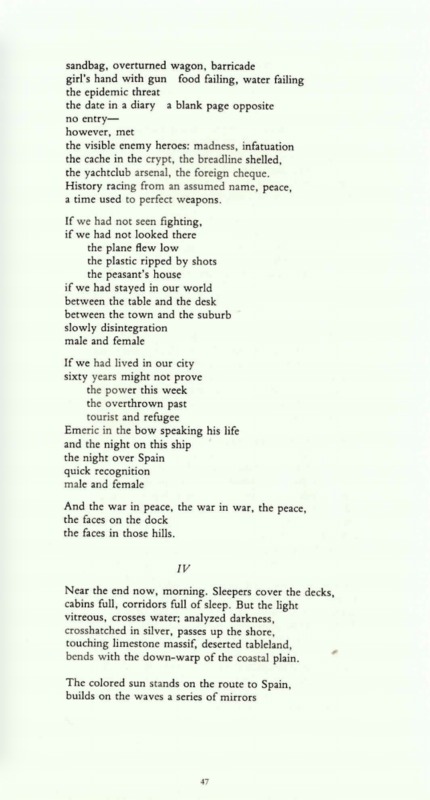 sandbag, overturned wagon, barricade
girl's hand with gun food failing, water failing
the epidemic threat
the date in a diary a blank page opposite
no entry—
however, met
the visible enemy heroes: madness, infatuation
the cache in the crypt, the breadline shelled,
the yachtclub arsenal, the foreign cheque.
History racing from an assumed name, peace,
a time used to perfect weapons.
If we had not seen fighting,
if we had not looked there
the plane flew low
the plastic ripped by shots
the peasant's house
if we had stayed in our world
between the table and the desk
between the town and the suburb
slowly disintegration
male and female
If we had lived in our city
sixty years might not prove
the power this week
the overthrown past
tourist and refugee
Emeric in the bow speaking his life
and the night on this ship
the night over Spain
quick recognition
male and female
And the war in peace, the war in war, the peace,
the faces on the dock
the faces in those hills.
IV
Near the end now, morning. Sleepers cover the decks,
cabins full, corridors full of sleep. But the light
vitreous, crosses water; analyzed darkness,
crosshatched in silver, passes up the shore,
touching limestone massif, deserted tableland,
bends with the down-warp of the coastal plain.
The colored sun stands on the route to Spain,
builds on the waves a series of mirrors
47